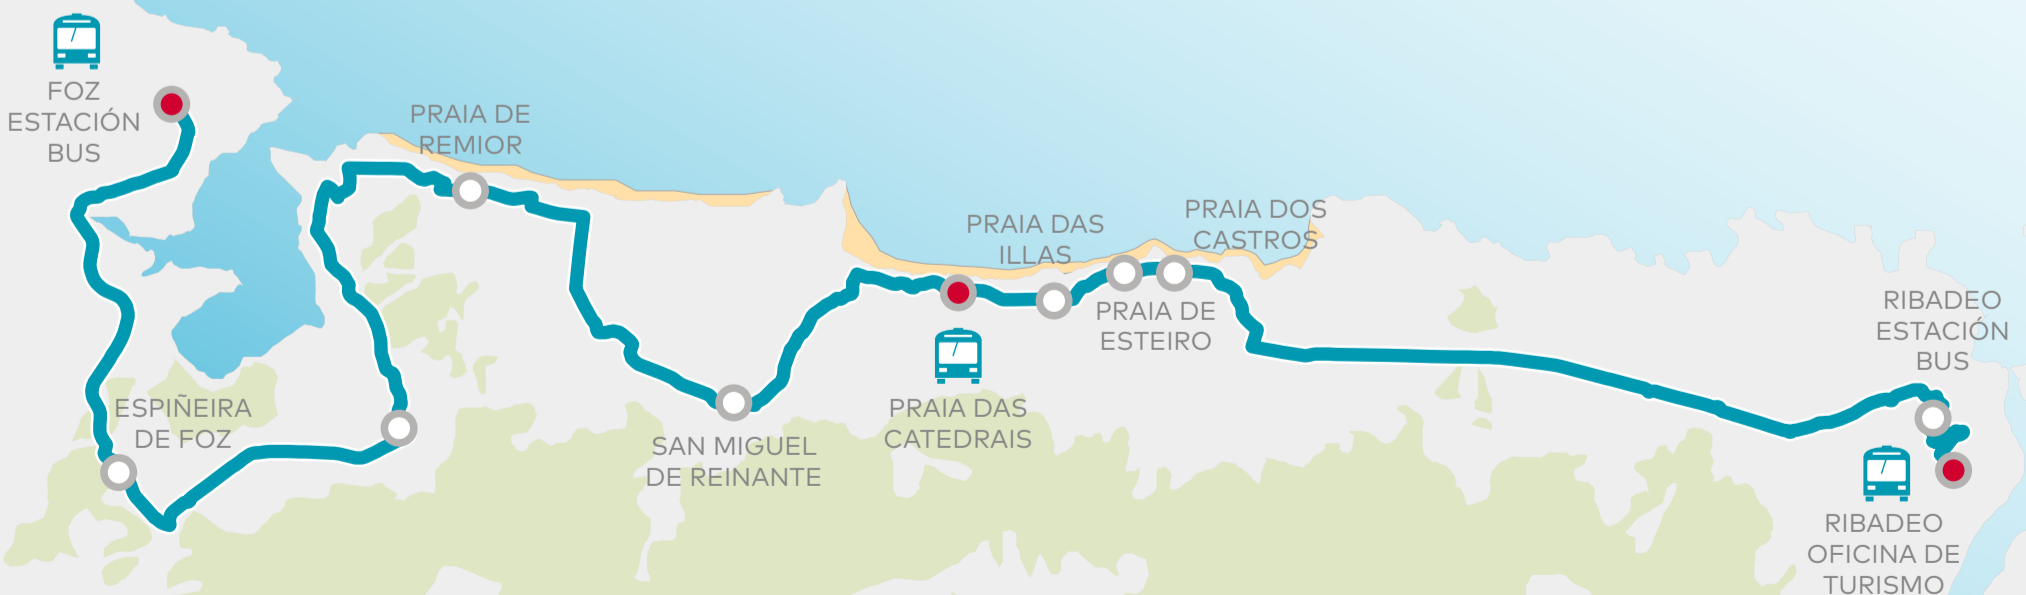 FOZ
ESTACIÓN
BUS
PRAIA DE
REMIOR
ESPIÑEIRA
DE FOZ
SAN MIGUEL
DE REINANTE
PRAIA DAS
CATEDRAIS
PRAIA DAS
ILLAS
PRAIA DE
ESTEIRO
PRAIA DOS
CASTROS
RIBADEO
ESTACIÓN
BUS
RIBADEO
OFICINA DE
TURISMO